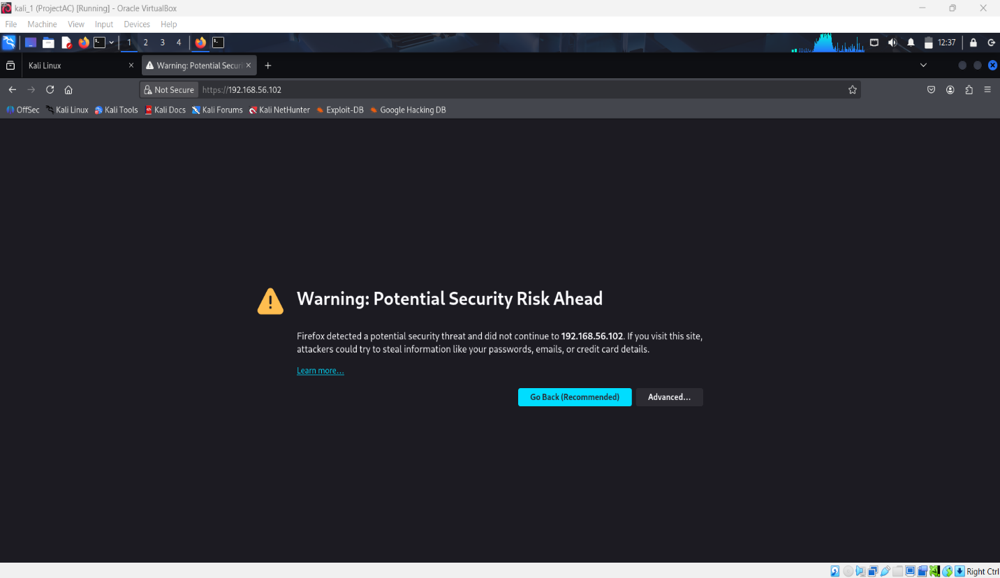 kali_1 (ProjectAC) [Running] - Oracle VirtualBox
File Machine View Input Devices Help
1 2 3 4 12:37
Kali Linux Warning: Potential Securi
Not Secure https://192.168.56.102
OffSec Kali Linux Kali Tools Kali Docs Kali Forums Kali NetHunter Exploit-DB Google Hacking DB
Warning: Potential Security Risk Ahead
Firefox detected a potential security threat and did not continue to 192.168.56.102. If you visit this site,
attackers could try to steal information like your passwords, emails, or credit card details.
Learn more…
Go Back (Recommended) Advanced…
Right Ctrl